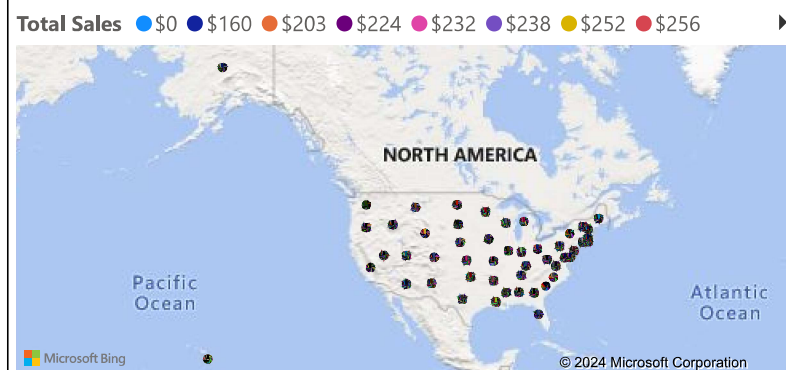 Total Sales $0 $160 $203 $224 $232 $238 $252 $256
NORTH AMERICA
Pacific
Ocean
Atlantic
Ocean
Microsoft Bing
© 2024 Microsoft Corporation